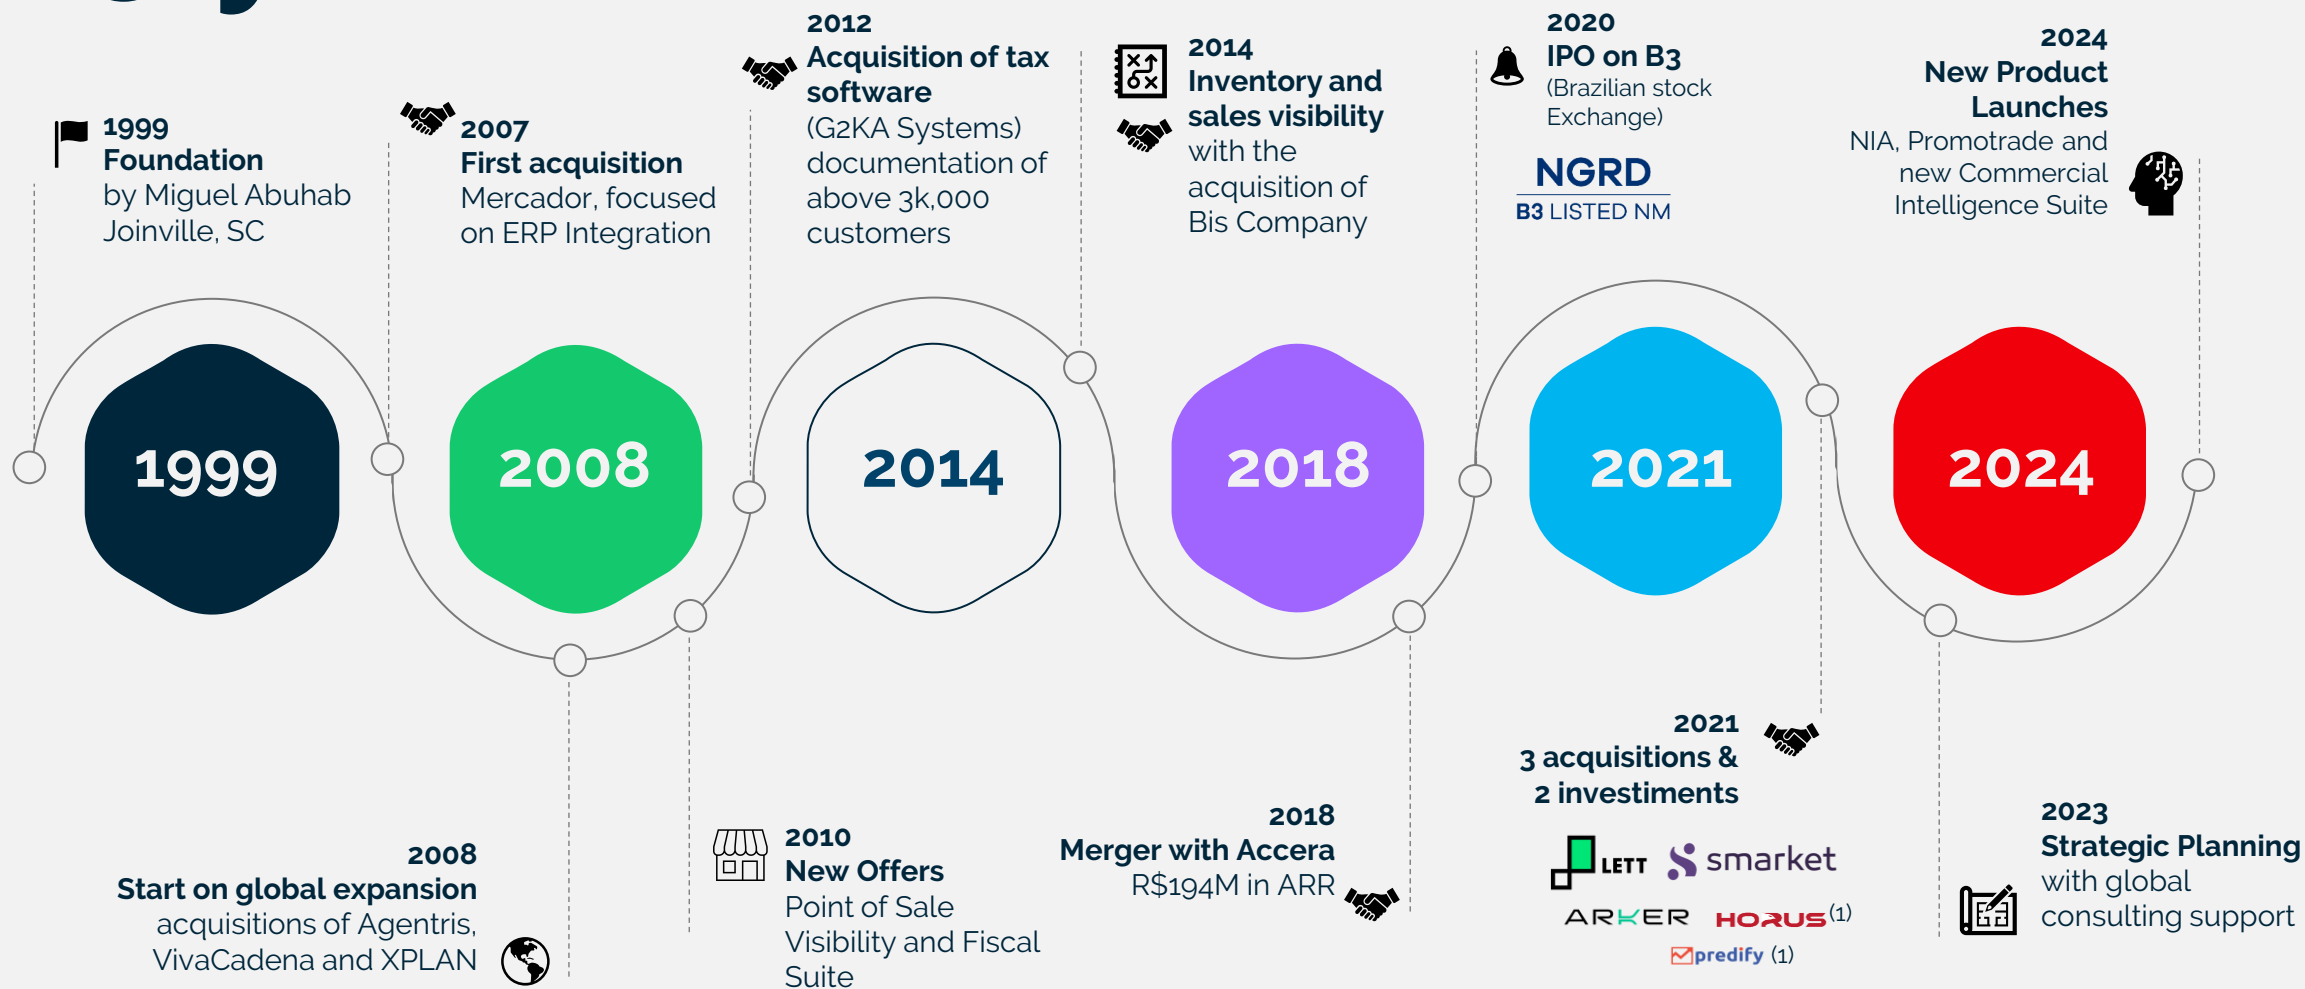 1999
Foundation
by Miguel Abuhab
Joinville, SC
2007
First acquisition
Mercador, focused
on ERP Integration
2012
Acquisition of tax
software
(G2KA Systems)
documentation of
above 3k,000
customers
2014
Inventory and
sales visibility
with the
acquisition of
Bis Company
2020
IPO on B3
(Brazilian stock
Exchange)
NGRD
B3 LISTED NM
2024
New Product
Launches
NIA, Promotrade and
new Commercial
Intelligence Suite
1999
2008
2014
2018
2021
2024
2008
Start on global expansion
acquisitions of Agentris,
VivaCadena and XPLAN
2010
New Offers
Point of Sale
Visibility and Fiscal
Suite
2018
Merger with Accera
R$194M in ARR
2021
3 acquisitions &
2 investiments
LETT smarket
ARKER HORUS (1)
predify (1)
2023
Strategic Planning
with global
consulting support